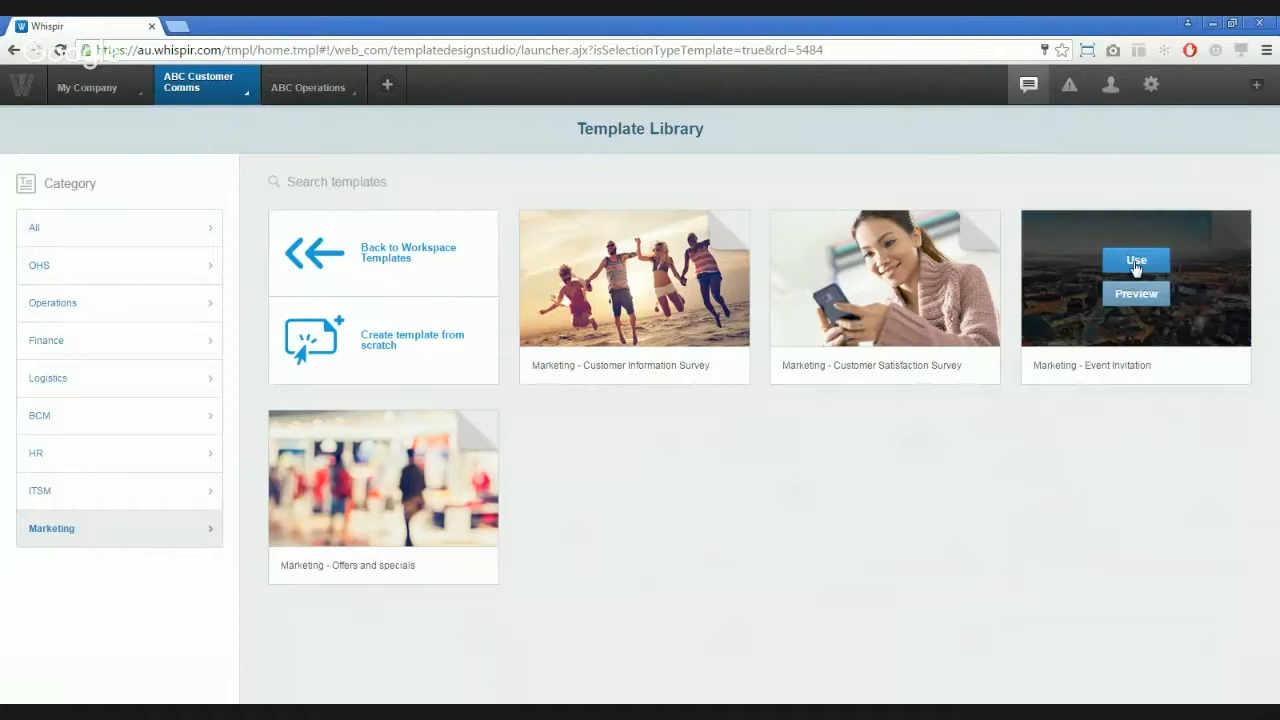 Whispir
https://au.whispir.com/tmpl/home.tmpl#!/web_com/templatedesignstudio/launcher.ajx?isSelectionTypeTemplate=true&rd=5484
Google
W
My Company
ABC Customer
Comms
ABC Operations
Template Library
Category
Search templates
All
OHS
Operations
Finance
Logistics
BCM
HR
ITSM
Marketing
Back to Workspace
Templates
Create template from
scratch
Marketing - Customer Information Survey
Marketing - Customer Satisfaction Survey
Use
Preview
Marketing - Event Invitation
Marketing - Offers and specials